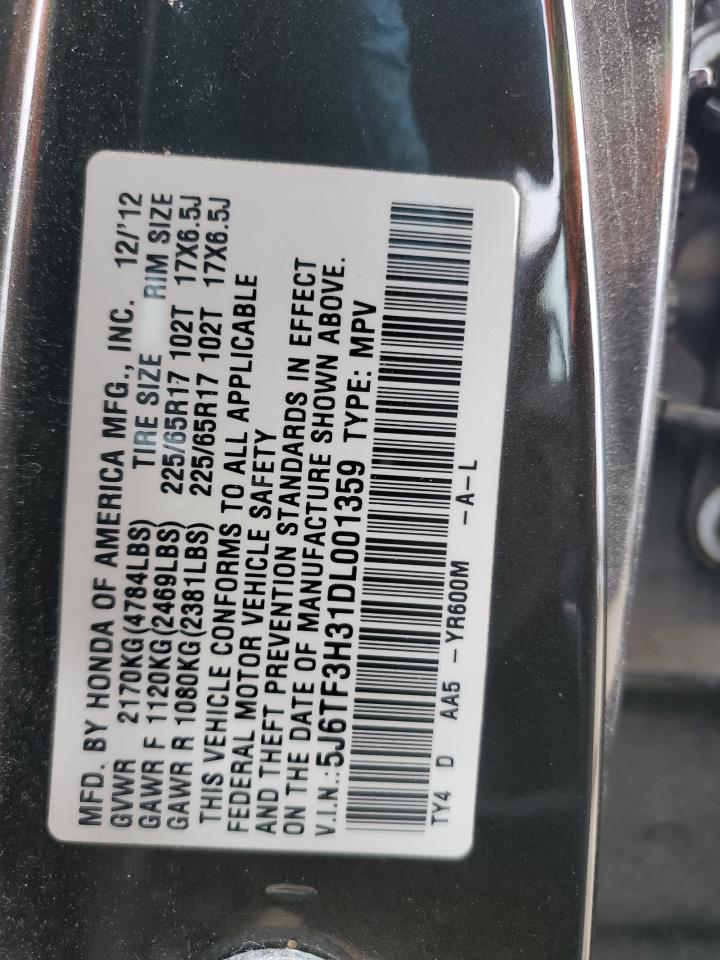 MFD. BY HONDA OF AMERICA MFG., INC. 12/'12
GVWR 2170KG(4784LBS) TIRE SIZE RIM SIZE
GAWR F 1120KG(2469LBS) 225/65R17 102T 17X6.5J
GAWR R 1080KG(2381LBS) 225/65R17 102T 17X6.5J
THIS VEHICLE CONFORMS TO ALL APPLICABLE
FEDERAL MOTOR VEHICLE SAFETY
AND THEFT PREVENTION STANDARDS IN EFFECT
ON THE DATE OF MANUFACTURE SHOWN ABOVE.
V.I.N.:5J6TF3H31DL001359 TYPE: MPV
TY4 D AA5 -YR600M -A-L